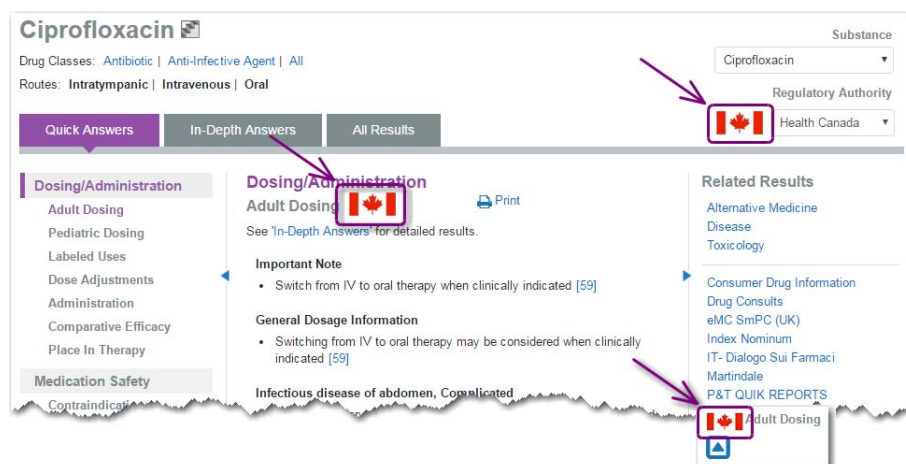 Ciprofloxacin
Substance
Drug Classes: Antibiotic | Anti-Infective Agent | All
Ciprofloxacin
Routes: Intratympanic | Intravenous | Oral
Regulatory Authority
Health Canada
Quick Answers
In-Depth Answers
All Results
Dosing/Administration
Adult Dosing
Pediatric Dosing
Labeled Uses
Dose Adjustments
Administration
Comparative Efficacy
Place In Therapy
Medication Safety
Dosing/Administration
Adult Dosing
Print
See 'In-Depth Answers' for detailed results.
Important Note
• Switch from IV to oral therapy when clinically indicated [59]
General Dosage Information
• Switching from IV to oral therapy may be considered when clinically
indicated [59]
Infectious disease of abdomen, Complicated
Related Results
Alternative Medicine
Disease
Toxicology
Consumer Drug Information
Drug Consults
eMC SmPC (UK)
Index Nominum
IT- Dialogo Sui Farmaci
Martindale
P&T QUIK REPORTS
Adult Dosing